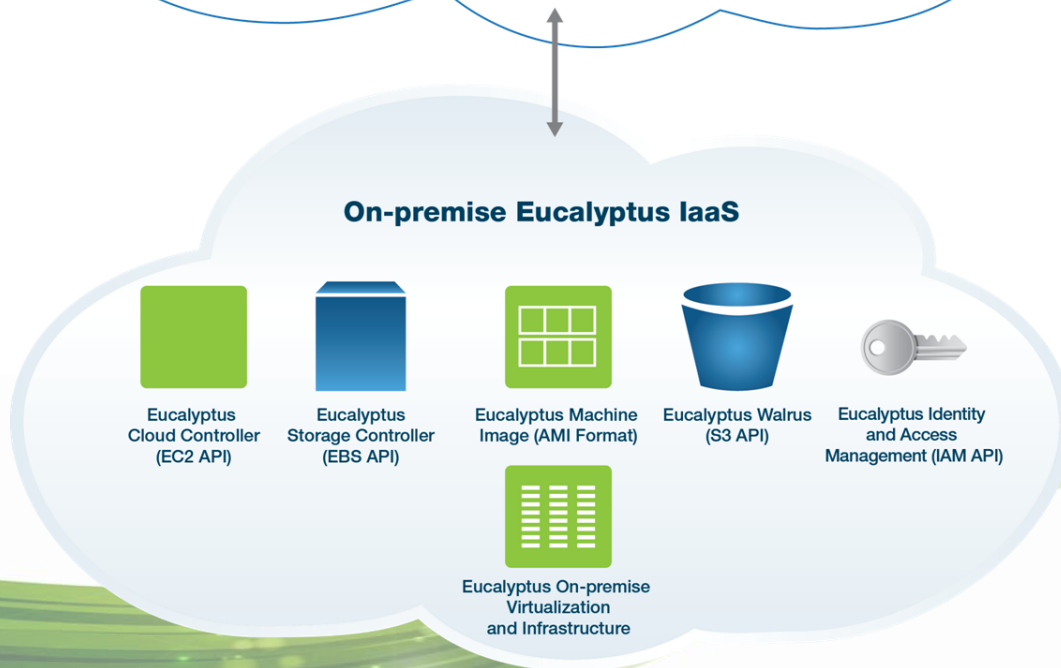 On-premise Eucalyptus IaaS
Eucalyptus
Cloud Controller
(EC2 API)
Eucalyptus
Storage Controller
(EBS API)
Eucalyptus Machine
Image (AMI Format)
Eucalyptus Walrus
(S3 API)
Eucalyptus Identity
and Access
Management (IAM API)
Eucalyptus On-premise
Virtualization
and Infrastructure